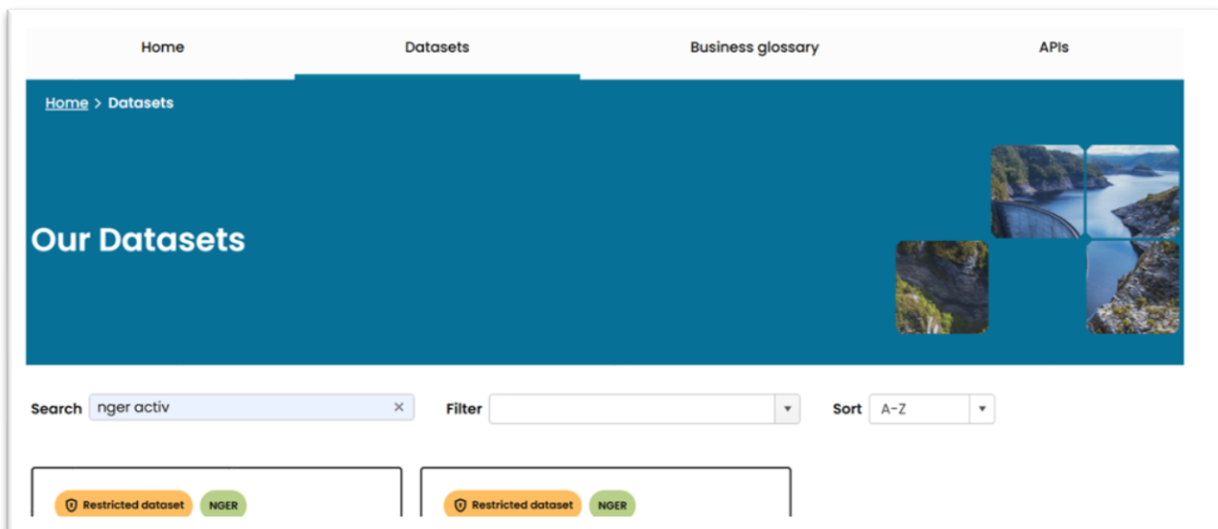 Home Datasets Business glossary APIs
Home > Datasets
Our Datasets
Search nger activ × Filter Sort A-Z
Restricted dataset NGER Restricted dataset NGER